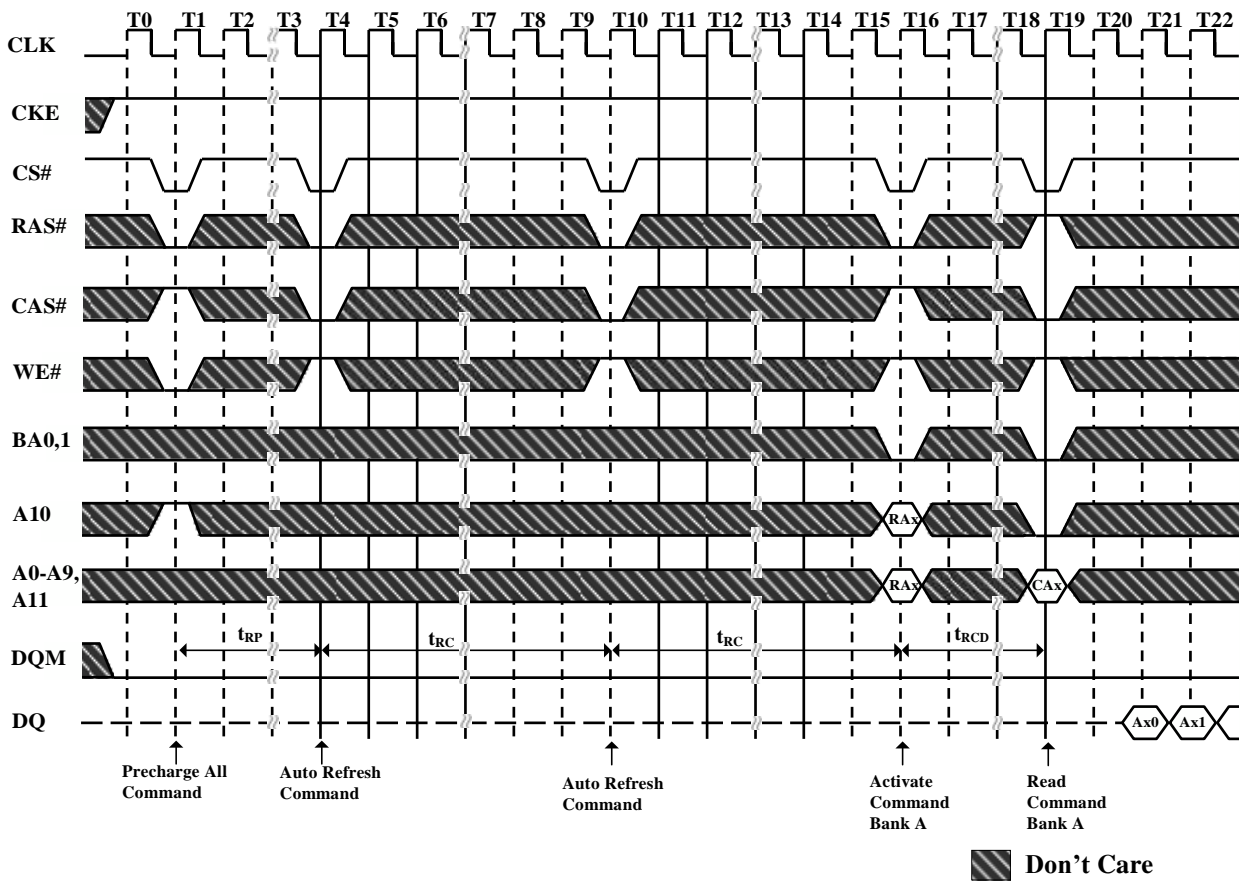 T0 T1 T2 T3 T4 T5 T6 T7 T8 T9 T10 T11 T12 T13 T14 T15 T16 T17 T18 T19 T20 T21 T22
CLK
CKE
CS#
RAS#
CAS#
WE#
BA0,1
A10
RAx
A0-A9,
A11
RAx CAx
tRP tRC tRC tRCD
DQM
DQ
Ax0 Ax1
Precharge All
Command
Auto Refresh
Command
Auto Refresh
Command
Activate
Command
Bank A
Read
Command
Bank A
Don't Care